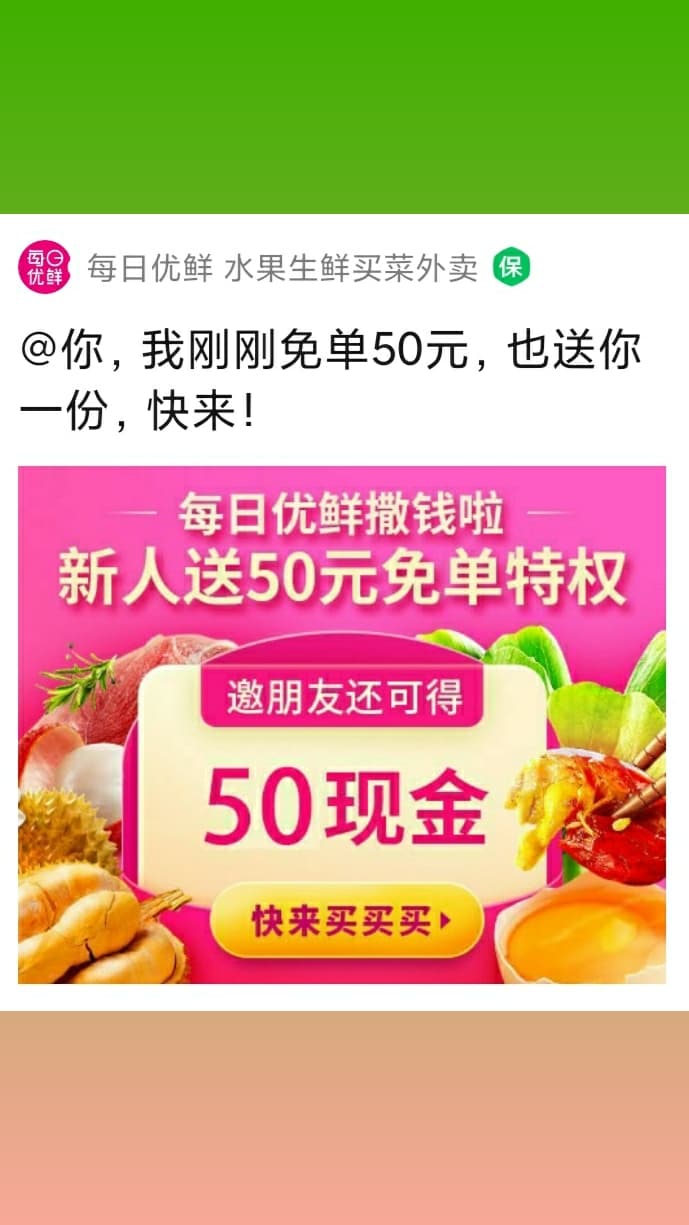 每日优鲜
每日优鲜 水果生鲜买菜外卖 保
@你，我刚刚免单50元，也送你
一份，快来！
每日优鲜撒钱啦
新人送50元免单特权
邀朋友还可得
50现金
快来买买买